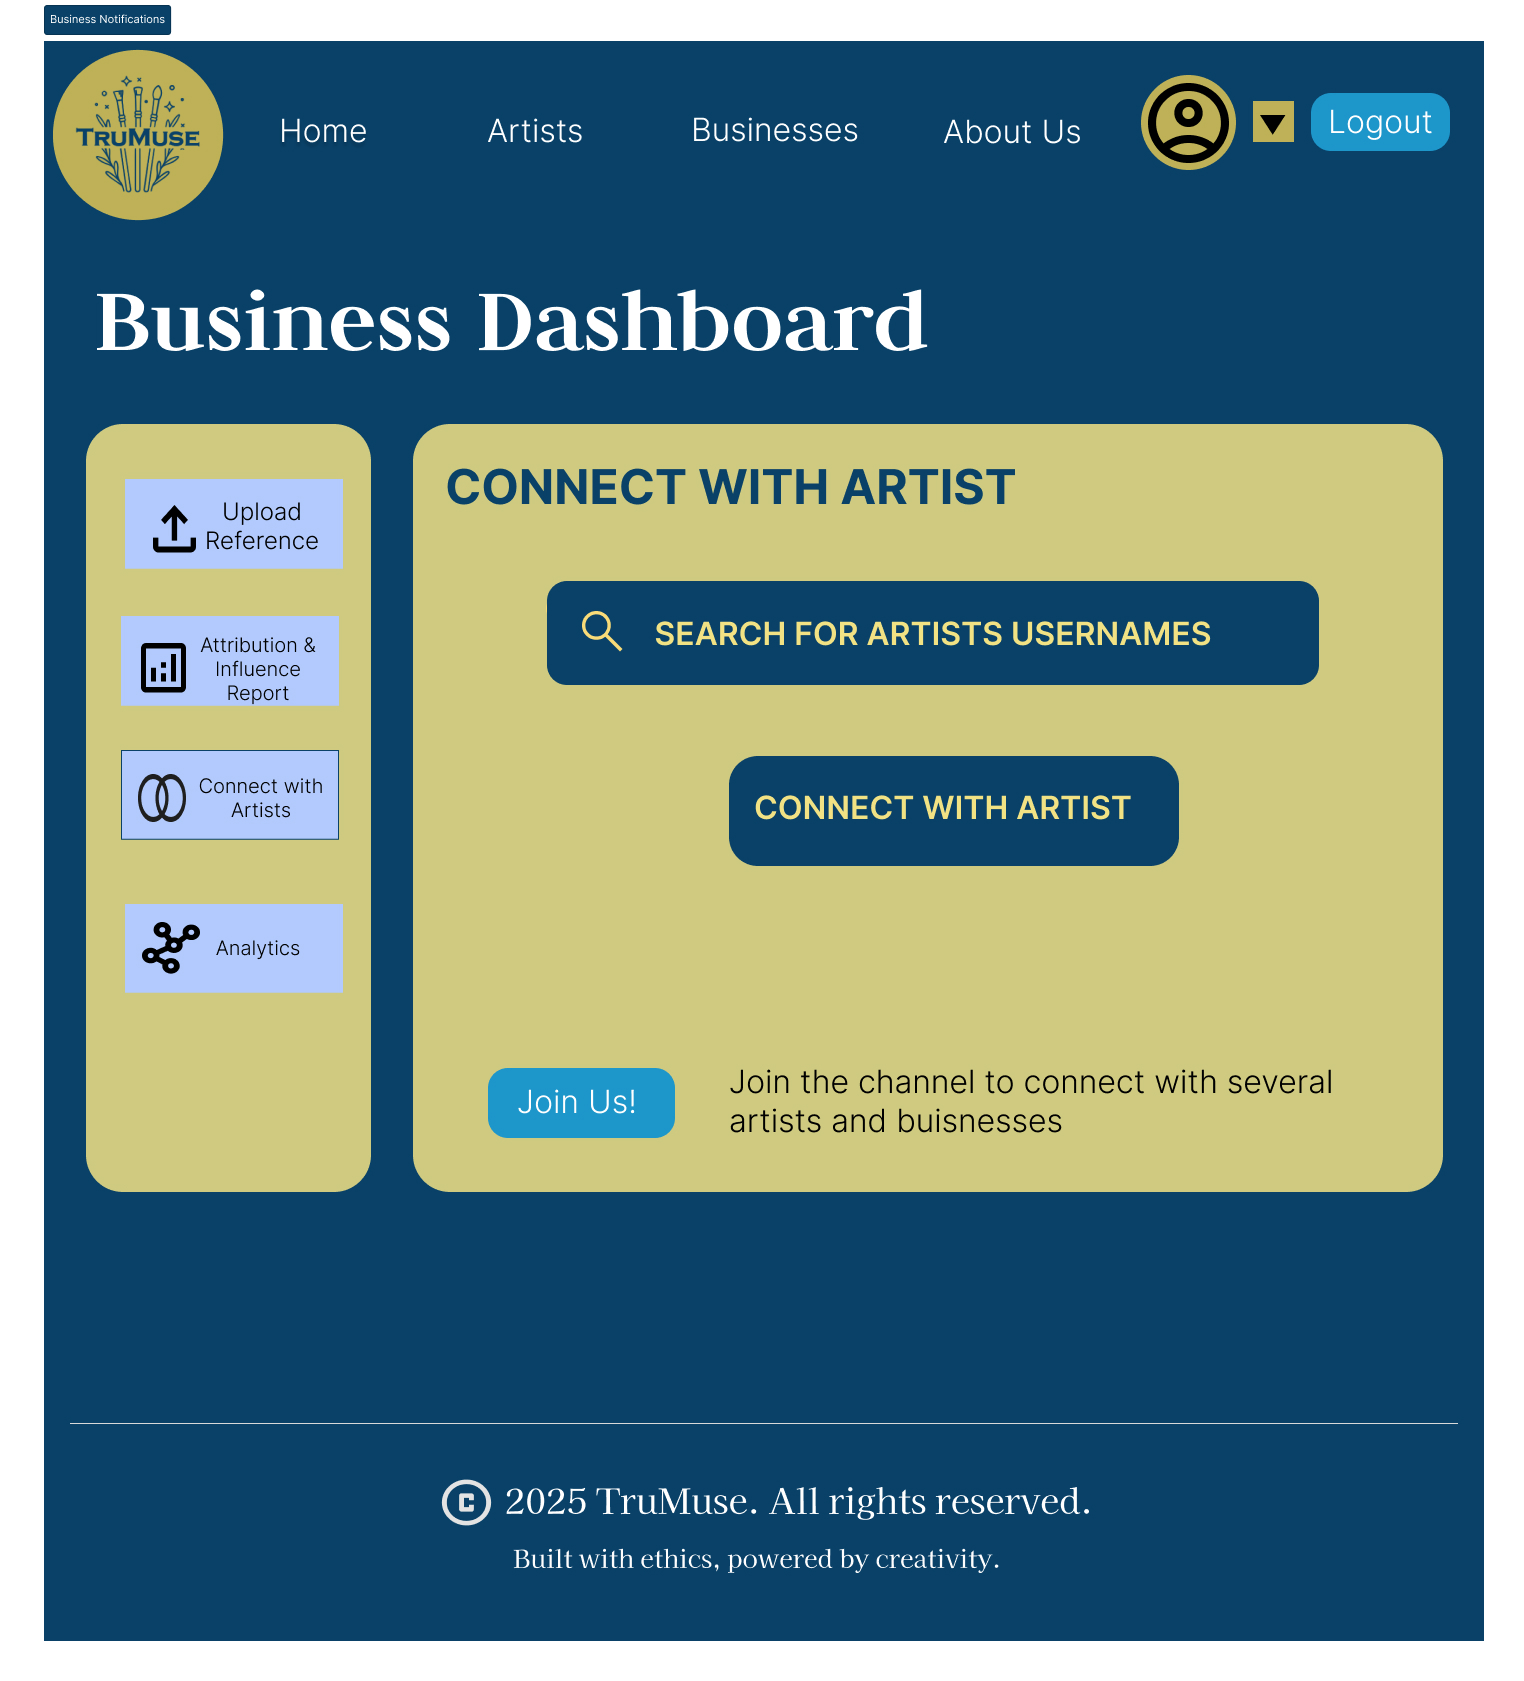 Business Notifications
TRUMUSE
Home
Artists
Businesses
About Us
Logout
Business Dashboard
Upload
Reference
Attribution &
Influence
Report
Connect with
Artists
Analytics
CONNECT WITH ARTIST
SEARCH FOR ARTISTS USERNAMES
CONNECT WITH ARTIST
Join Us!
Join the channel to connect with several
artists and buisnesses
© 2025 TruMuse. All rights reserved.
Built with ethics, powered by creativity.